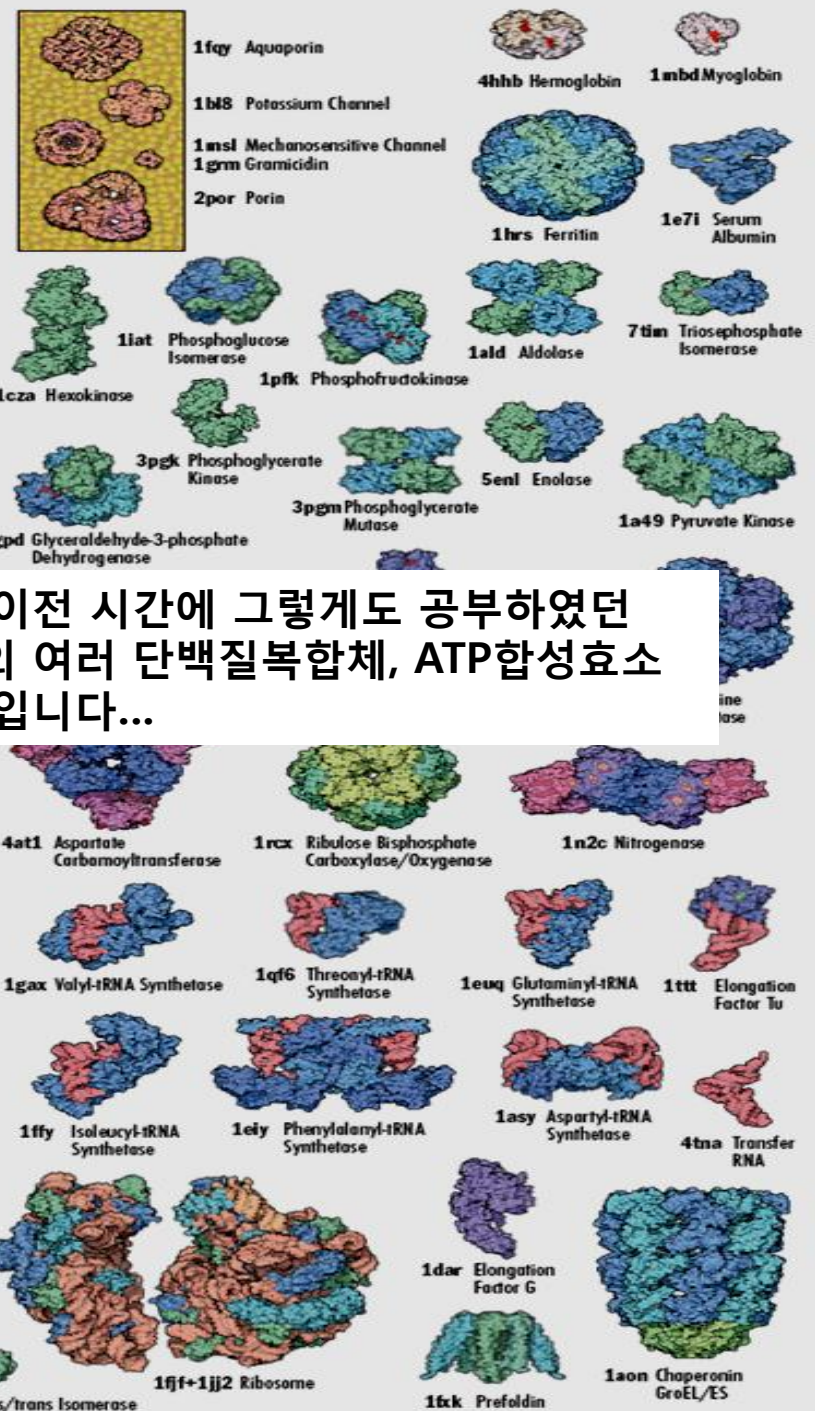 1fqy Aquaporin
1bl8 Potassium Channel
1msl Mechanosensitive Channel
1grm Gramicidin
2por Porin
4hhb Hemoglobin
1mbd Myoglobin
1hrs Ferritin
1e7i Serum
Albumin
1iat Phosphoglucose
Isomerase
1pfk Phosphofructokinase
1ald Aldolase
7tim Triosephosphate
Isomerase
1cza Hexokinase
3pgk Phosphoglycerate
Kinase
3pgm Phosphoglycerate
Mutase
5enl Enolase
1a49 Pyruvate Kinase
gpd Glyceraldehyde-3-phosphate
Dehydrogenase
이전 시간에 그렇게도 공부하였던
의 여러 단백질복합체, ATP합성효소
입니다...
ine
ase
4at1 Aspartate
Carbamoyltransferase
1rcx Ribulose Bisphosphate
Carboxylase/Oxygenase
1n2c Nitrogenase
1gax Valyl-tRNA Synthetase
1qf6 Threonyl-tRNA
Synthetase
1euq Glutaminyl-tRNA
Synthetase
1ttt Elongation
Factor Tu
1ffy Isoleucyl-tRNA
Synthetase
1eiy Phenylalanyl-tRNA
Synthetase
1asy Aspartyl-tRNA
Synthetase
4tna Transfer
RNA
1dar Elongation
Factor G
1fjf+1jj2 Ribosome
s/trans Isomerase
1fxk Prefoldin
1aon Chaperonin
GroEL/ES